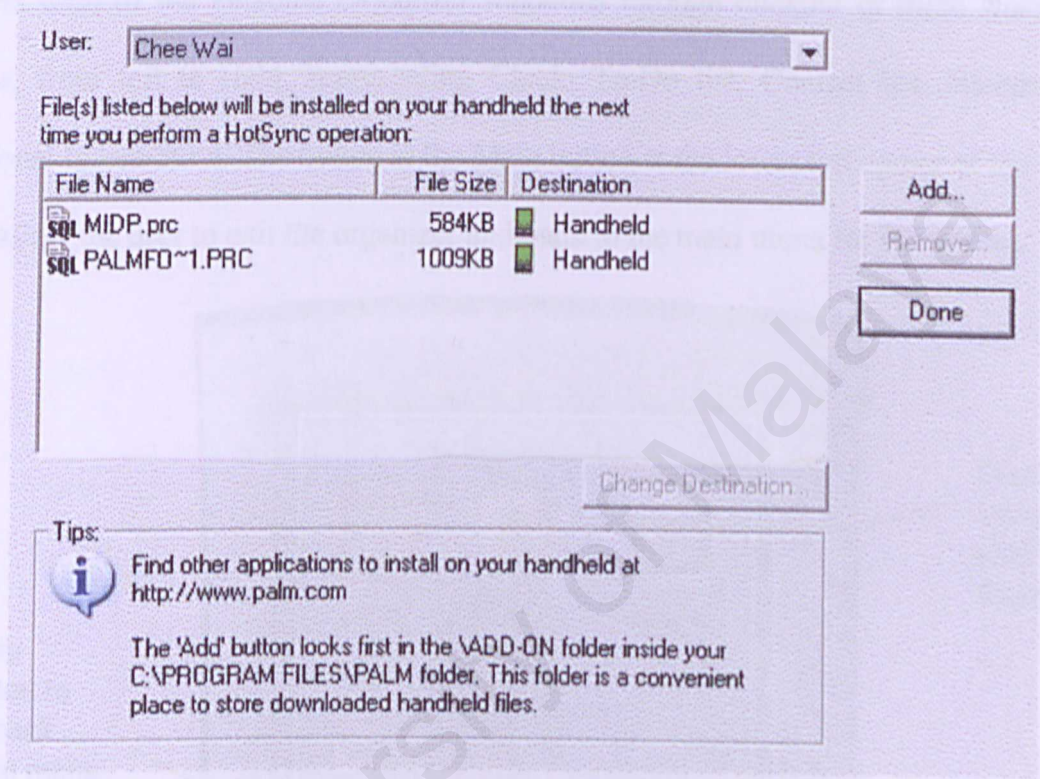 User: Chee Wai
File(s) listed below will be installed on your handheld the next
time you perform a HotSync operation:
File Name File Size Destination
SQL MIDP.prc 584KB Handheld
SQL PALMFO~1.PRC 1009KB Handheld
Add...
Remove...
Done
Change Destination...
Tips:
Find other applications to install on your handheld at
http://www.palm.com
The 'Add' button looks first in the \ADD-ON folder inside your
C:\PROGRAM FILES\PALM folder. This folder is a convenient
place to store downloaded handheld files.
of Malaya